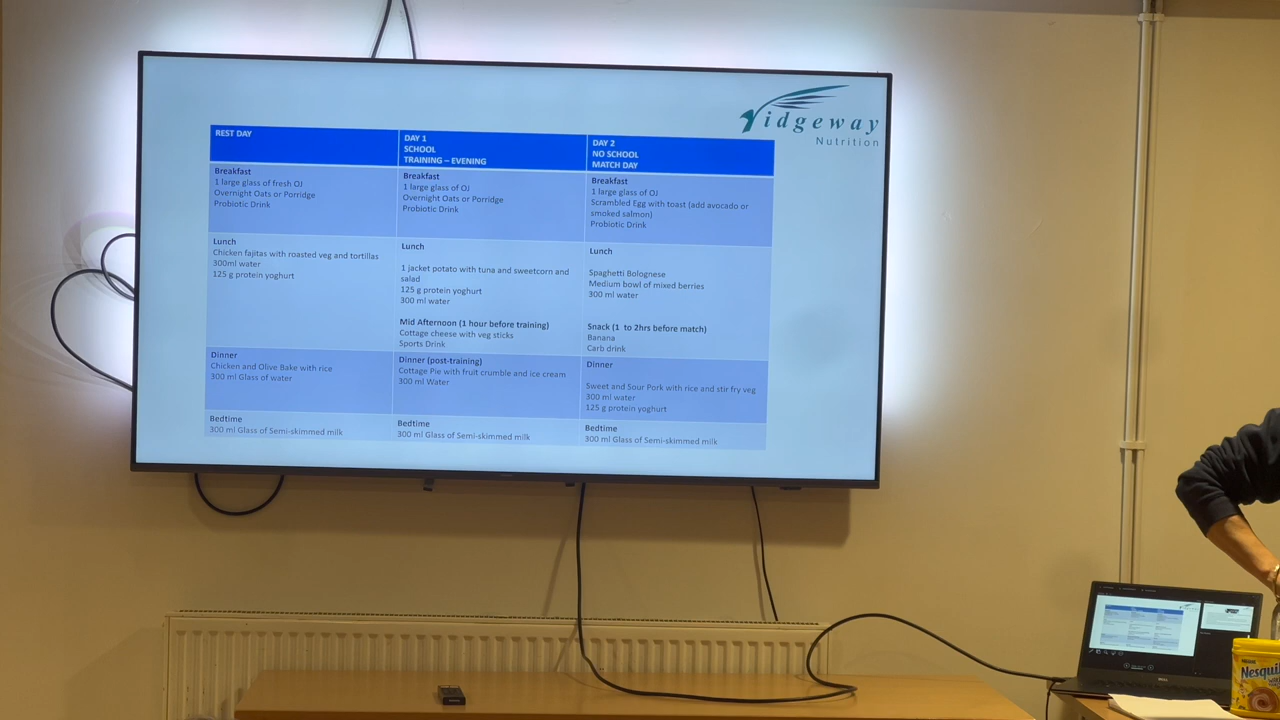 Ridgeway
Nutrition
REST DAY
DAY 1
SCHOOL
TRAINING – EVENING
DAY 2
NO SCHOOL
MATCH DAY
Breakfast
1 large glass of fresh OJ
Overnight Oats or Porridge
Probiotic Drink
Breakfast
1 large glass of OJ
Overnight Oats or Porridge
Probiotic Drink
Breakfast
1 large glass of OJ
Scrambled Egg with toast (add avocado or
smoked salmon)
Probiotic Drink
Lunch
Chicken fajitas with roasted veg and tortillas
300ml water
125 g protein yoghurt
Lunch
1 jacket potato with tuna and sweetcorn and
salad
125 g protein yoghurt
300 ml water
Mid Afternoon (1 hour before training)
Cottage cheese with veg sticks
Sports Drink
Lunch
Spaghetti Bolognese
Medium bowl of mixed berries
300 ml water
Snack (1 to 2hrs before match)
Banana
Carb drink
Dinner
Chicken and Olive Bake with rice
300 ml Glass of water
Dinner (post-training)
Cottage Pie with fruit crumble and ice cream
300 ml Water
Dinner
Sweet and Sour Pork with rice and stir fry veg
300 ml water
125 g protein yoghurt
Bedtime
300 ml Glass of Semi-skimmed milk
Bedtime
300 ml Glass of Semi-skimmed milk
Bedtime
300 ml Glass of Semi-skimmed milk
DELL